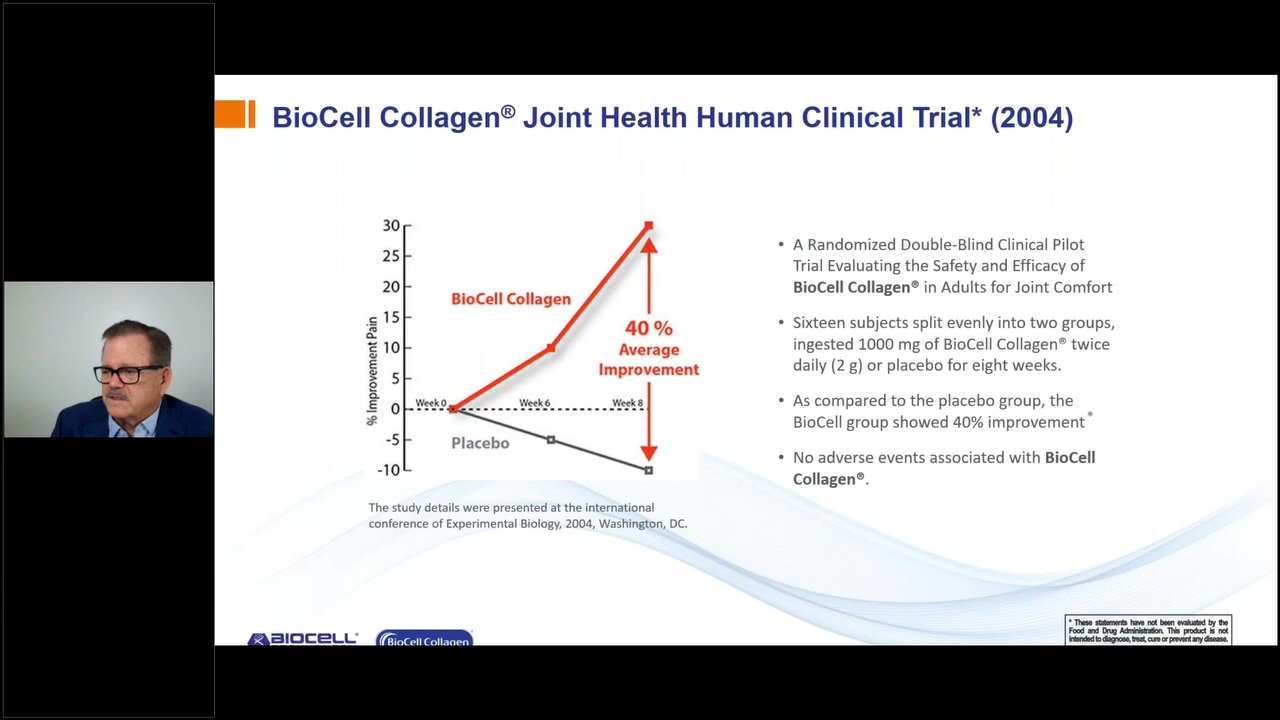 BioCell Collagen® Joint Health Human Clinical Trial* (2004)
% Improvement Pain
30
25
20
15
10
5
0
-5
-10
BioCell Collagen
40 %
Average
Improvement
Week 0
Week 6
Week 8
Placebo
The study details were presented at the international
conference of Experimental Biology, 2004, Washington, DC.
• A Randomized Double-Blind Clinical Pilot
Trial Evaluating the Safety and Efficacy of
BioCell Collagen® in Adults for Joint Comfort
• Sixteen subjects split evenly into two groups,
ingested 1000 mg of BioCell Collagen® twice
daily (2 g) or placebo for eight weeks.
• As compared to the placebo group, the
BioCell group showed 40% improvement*
• No adverse events associated with BioCell
Collagen®.
BIOCELL®
BioCell Collagen®
* These statements have not been evaluated by the
Food and Drug Administration. This product is not
intended to diagnose, treat, cure or prevent any disease.